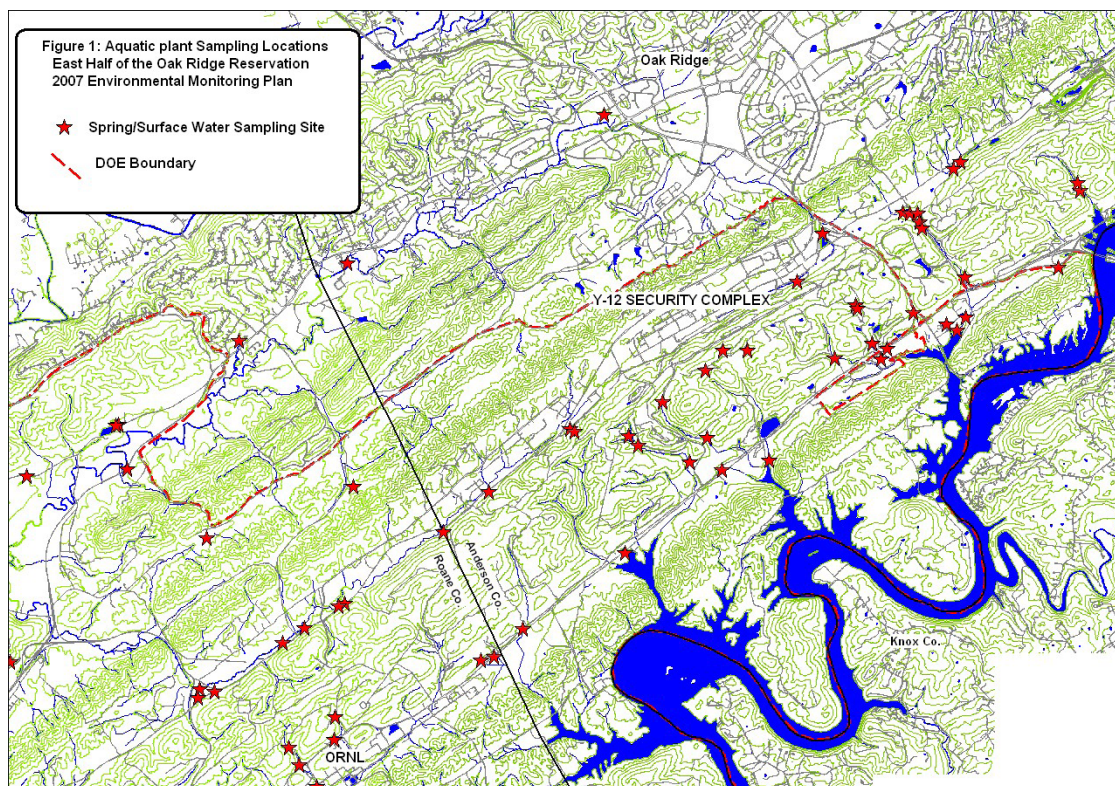 Figure 1: Aquatic plant Sampling Locations
East Half of the Oak Ridge Reservation
2007 Environmental Monitoring Plan
Spring/Surface Water Sampling Site
DOE Boundary
Oak Ridge
Y-12 SECURITY COMPLEX
Anderson Co.
Roane Co.
Knox Co.
ORNL